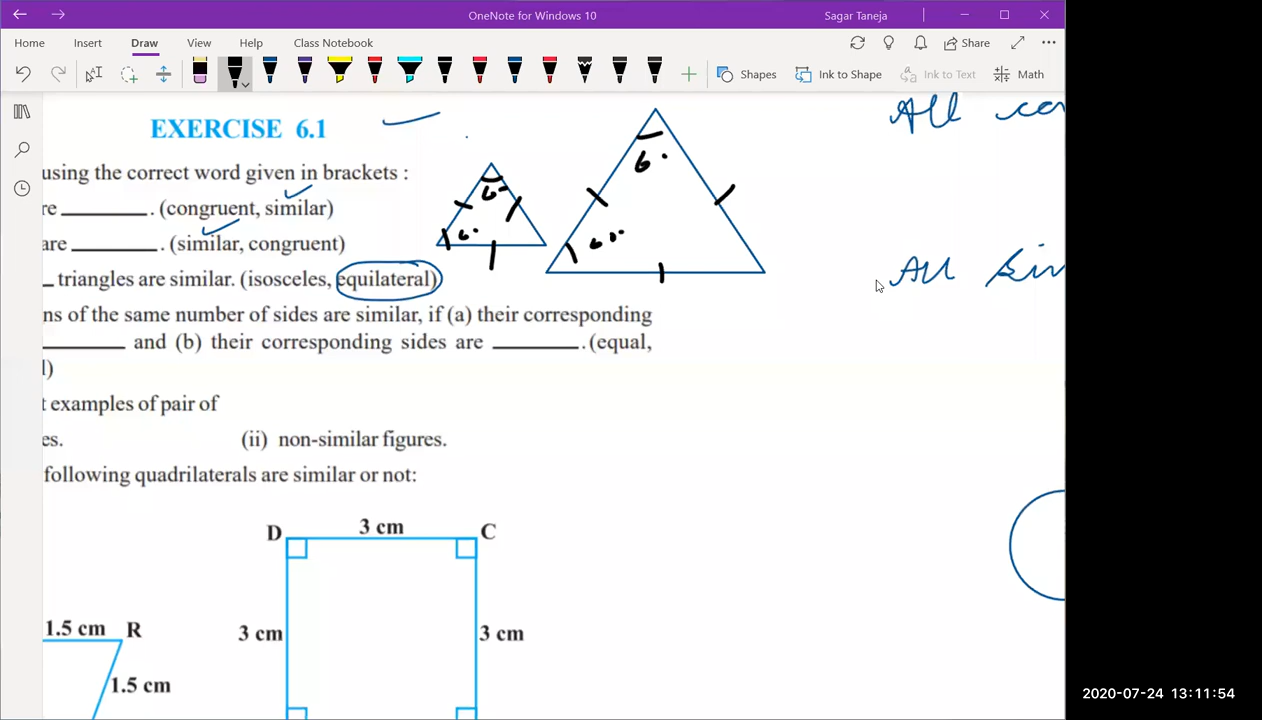 OneNote for Windows 10
Sagar Taneja
Home Insert Draw View Help Class Notebook
Share
Shapes Ink to Shape Ink to Text Math
All co
EXERCISE 6.1
using the correct word given in brackets :
re ________. (congruent, similar)
are ________. (similar, congruent)
_ triangles are similar. (isosceles, equilateral)
All Sim
ns of the same number of sides are similar, if (a) their corresponding
________ and (b) their corresponding sides are ________. (equal,
l)
t examples of pair of
es. (ii) non-similar figures.
following quadrilaterals are similar or not:
D 3 cm C
1.5 cm R 3 cm 3 cm
1.5 cm
2020-07-24 13:11:54